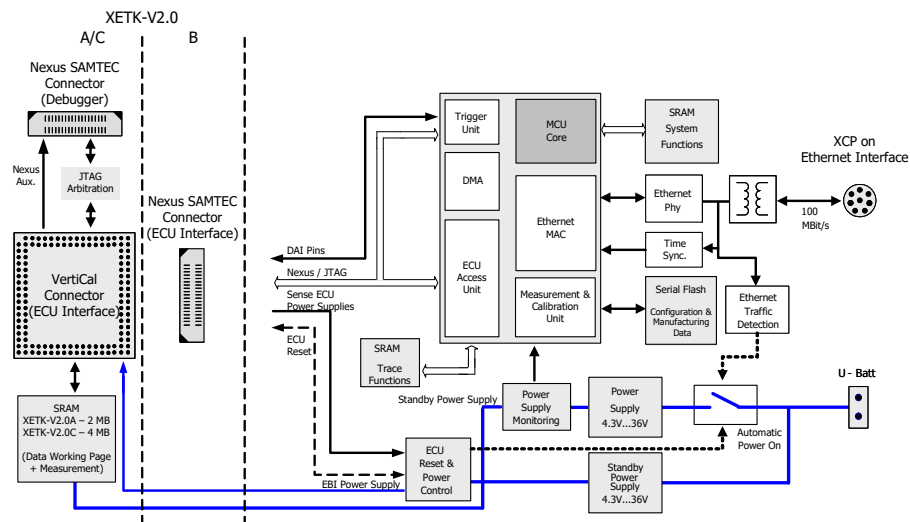 XETK-V2.0
A/C
B
Nexus SAMTEC
Connector
(Debugger)
Nexus
Aux.
JTAG
Arbitration
VertiCal
Connector
(ECU Interface)
SRAM
XETK-V2.0A – 2 MB
XETK-V2.0C – 4 MB
(Data Working Page
+ Measurement)
Nexus SAMTEC
Connector
(ECU Interface)
DAI Pins
Nexus / JTAG
Sense ECU
Power Supplies
ECU
Reset
Trigger
Unit
DMA
ECU
Access
Unit
MCU
Core
Ethernet
MAC
Measurement &
Calibration
Unit
SRAM
System
Functions
Ethernet
Phy
Time
Sync.
Serial Flash
Configuration &
Manufacturing
Data
XCP on
Ethernet Interface
100
MBit/s
Ethernet
Traffic
Detection
SRAM
Trace
Functions
Standby Power Supply
Power
Supply
Monitoring
Power
Supply
4.3V...36V
Automatic
Power On
U - Batt
ECU
Reset &
Power
Control
EBI Power Supply
Standby
Power
Supply
4.3V...36V